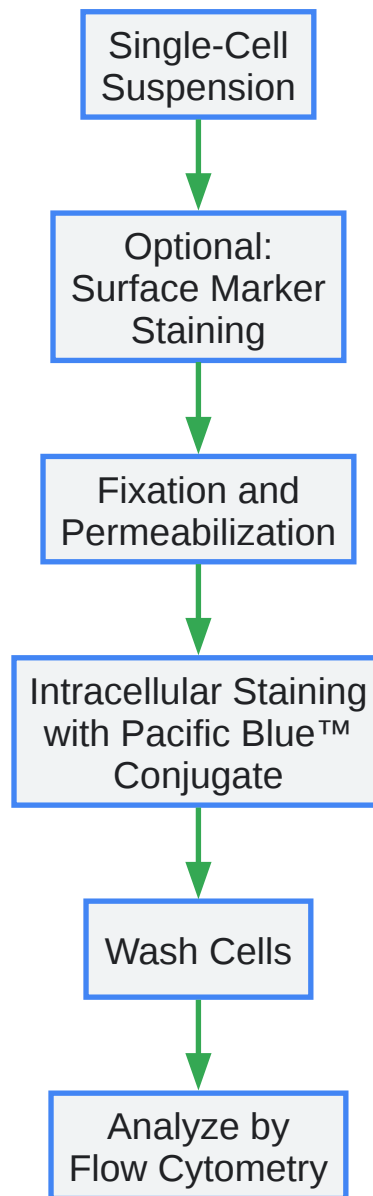 Single-Cell
Suspension
Optional:
Surface Marker
Staining
Fixation and
Permeabilization
Intracellular Staining
with Pacific Blue™
Conjugate
Wash Cells
Analyze by
Flow Cytometry